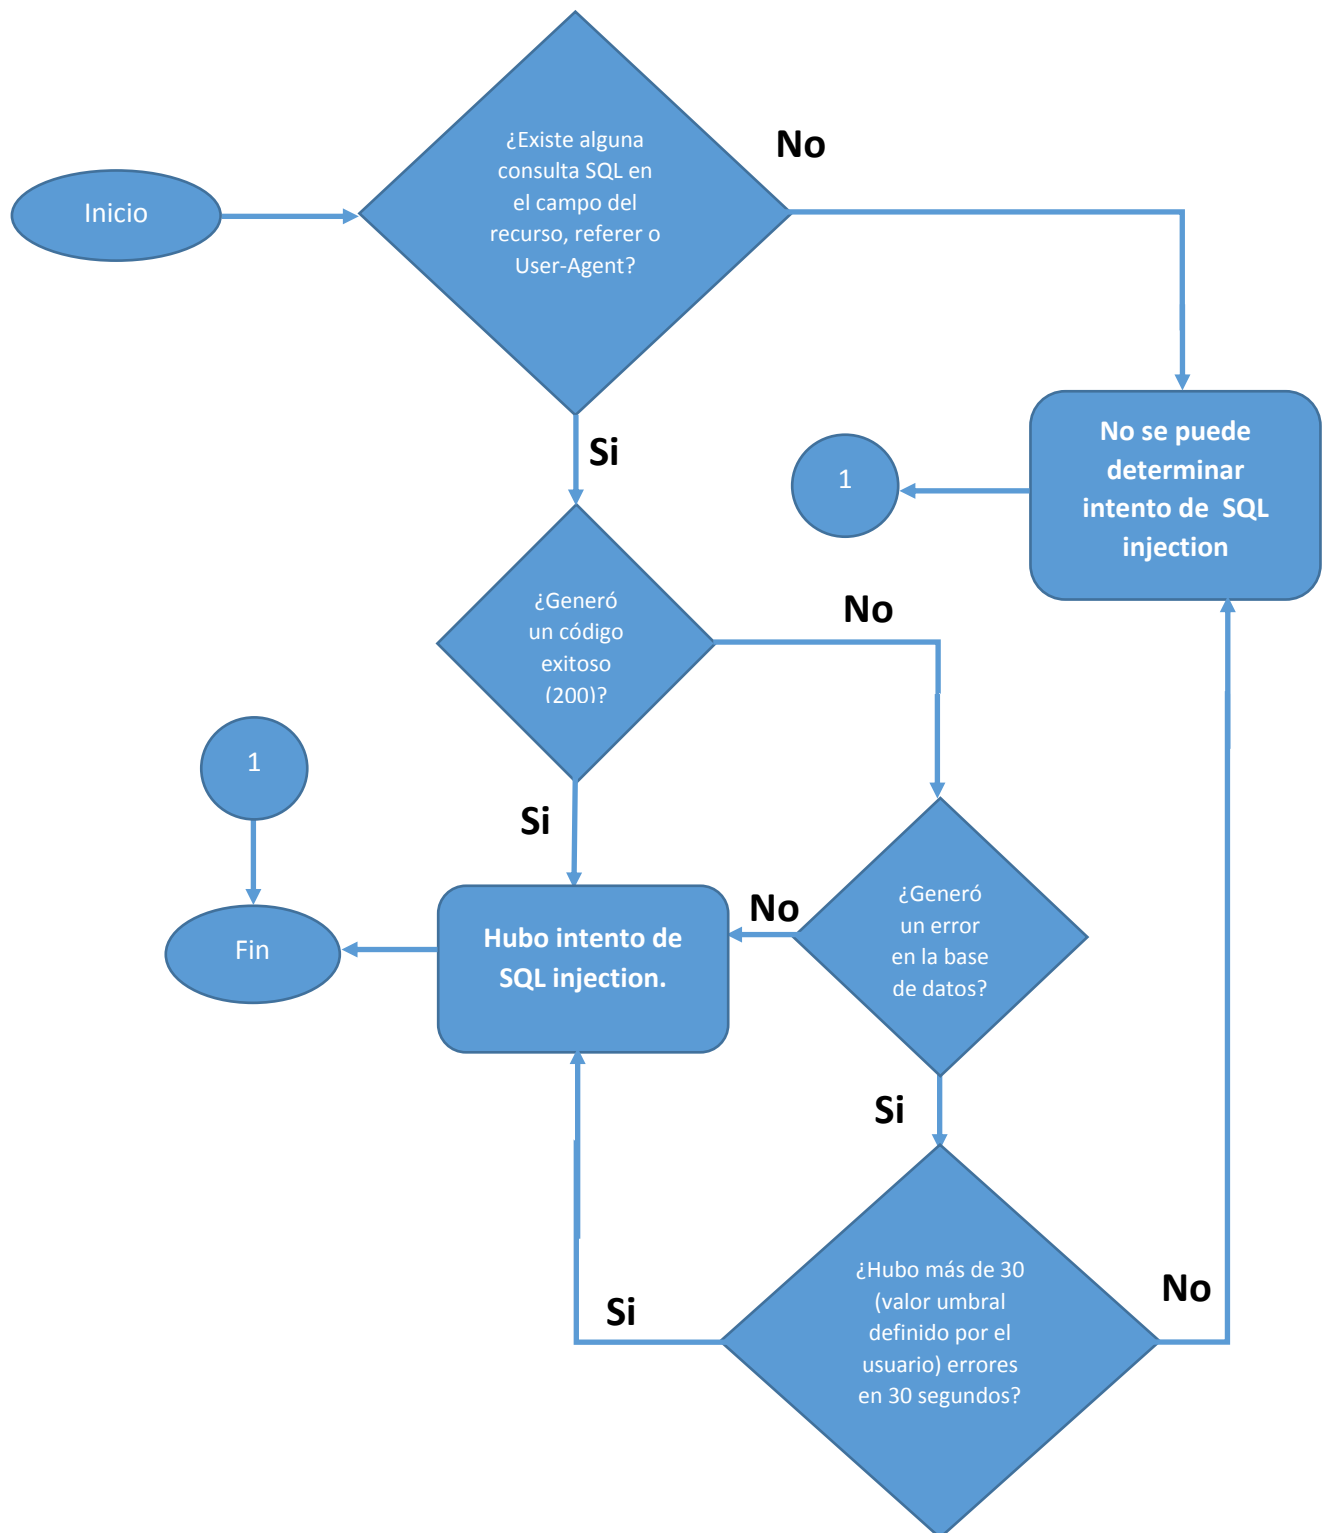 ¿Existe alguna
consulta SQL en
el campo del
recurso, referer o
User-Agent?
No
Inicio
Si
No se puede
determinar
intento de SQL
injection
1
¿Generó
un código
exitoso
(200)?
No
1
Si
Fin
Hubo intento de
SQL injection.
No
¿Generó
un error
en la base
de datos?
Si
¿Hubo más de 30
(valor umbral
definido por el
usuario) errores
en 30 segundos?
Si
No